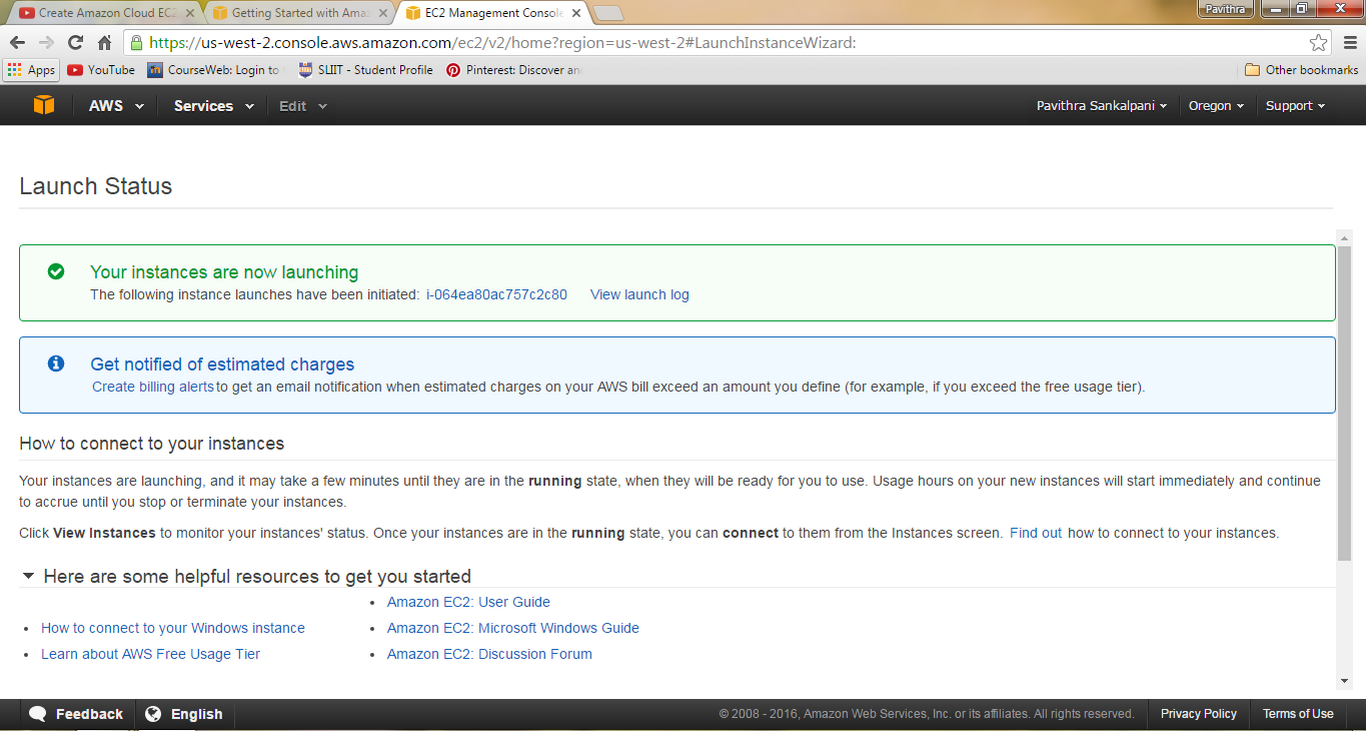 Create Amazon Cloud EC2
Getting Started with Amaz
EC2 Management Console
Pavithra
https://us-west-2.console.aws.amazon.com/ec2/v2/home?region=us-west-2#LaunchInstanceWizard:
Apps
YouTube
CourseWeb: Login to
SLIIT - Student Profile
Pinterest: Discover an
Other bookmarks
AWS
Services
Edit
Pavithra Sankalpani
Oregon
Support
Launch Status
Your instances are now launching
The following instance launches have been initiated: i-064ea80ac757c2c80 View launch log
Get notified of estimated charges
Create billing alerts to get an email notification when estimated charges on your AWS bill exceed an amount you define (for example, if you exceed the free usage tier).
How to connect to your instances
Your instances are launching, and it may take a few minutes until they are in the running state, when they will be ready for you to use. Usage hours on your new instances will start immediately and continue
to accrue until you stop or terminate your instances.
Click View Instances to monitor your instances' status. Once your instances are in the running state, you can connect to them from the Instances screen. Find out how to connect to your instances.
Here are some helpful resources to get you started
• Amazon EC2: User Guide
• How to connect to your Windows instance
• Amazon EC2: Microsoft Windows Guide
• Learn about AWS Free Usage Tier
• Amazon EC2: Discussion Forum
Feedback
English
© 2008 - 2016, Amazon Web Services, Inc. or its affiliates. All rights reserved.
Privacy Policy
Terms of Use